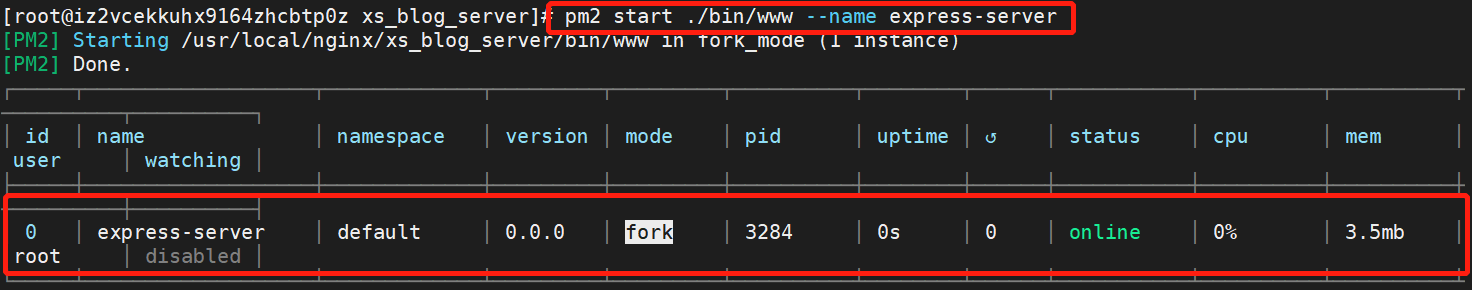 [root@iz2vcekkuhx9164zhcbtp0z xs_blog_server]# pm2 start ./bin/www --name express-server
[PM2] Starting /usr/local/nginx/xs_blog_server/bin/www in fork_mode (1 instance)
[PM2] Done.
│ id │ name │ namespace │ version │ mode │ pid │ uptime │ ↺ │ status │ cpu │ mem │
user │ watching │
│ 0 │ express-server │ default │ 0.0.0 │ fork │ 3284 │ 0s │ 0 │ online │ 0% │ 3.5mb │
root │ disabled │